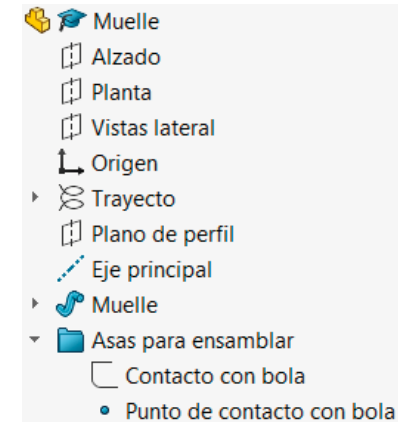 Muelle
Alzado
Planta
Vistas lateral
Origen
Trayecto
Plano de perfil
Eje principal
Muelle
Asas para ensamblar
Contacto con bola
Punto de contacto con bola